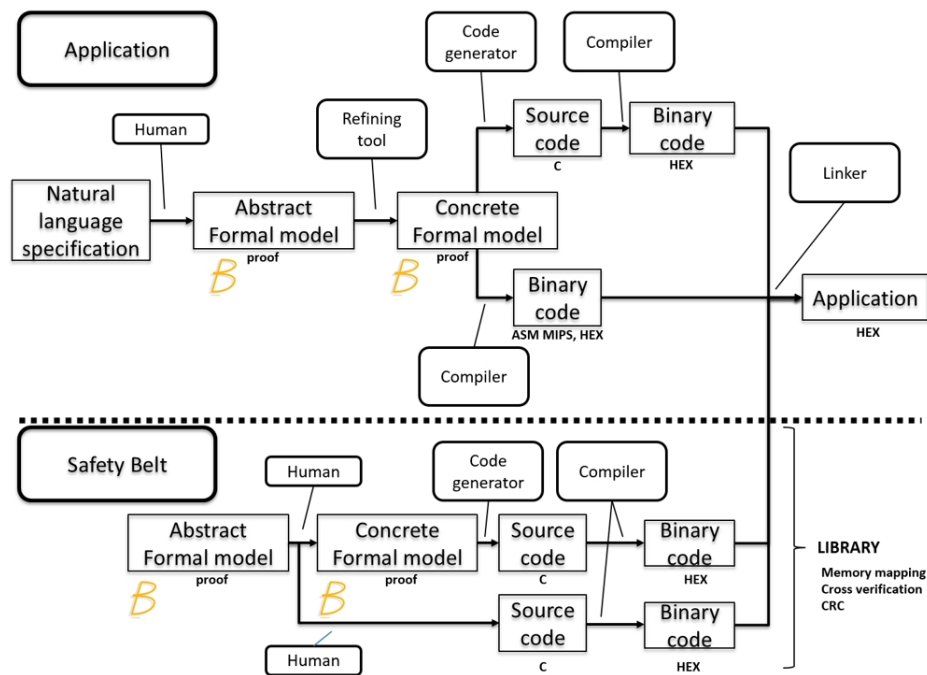 Application
Code
generator
Compiler
Human
Refining
tool
Source
code
C
Binary
code
HEX
Linker
Natural
language
specification
Abstract
Formal model
proof
B
Concrete
Formal model
proof
B
Binary
code
ASM MIPS, HEX
Application
HEX
Compiler
Safety Belt
Human
Code
generator
Compiler
Abstract
Formal model
proof
B
Concrete
Formal model
proof
B
Source
code
C
Binary
code
HEX
LIBRARY
Memory mapping
Cross verification
CRC
Human
Source
code
C
Binary
code
HEX